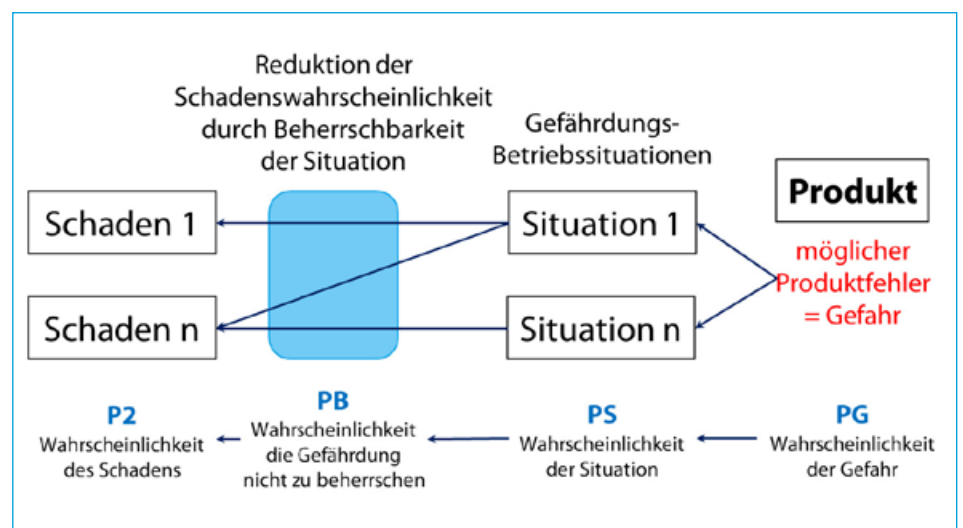 Reduktion der
Schadenswahrscheinlichkeit
durch Beherrschbarkeit
der Situation
Gefährdungs-
Betriebssituationen
Produkt
Schaden 1
Situation 1
möglicher
Produktfehler
= Gefahr
Schaden n
Situation n
P2
Wahrscheinlichkeit
des Schadens
PB
Wahrscheinlichkeit
die Gefährdung
nicht zu beherrschen
PS
Wahrscheinlichkeit
der Situation
PG
Wahrscheinlichkeit
der Gefahr